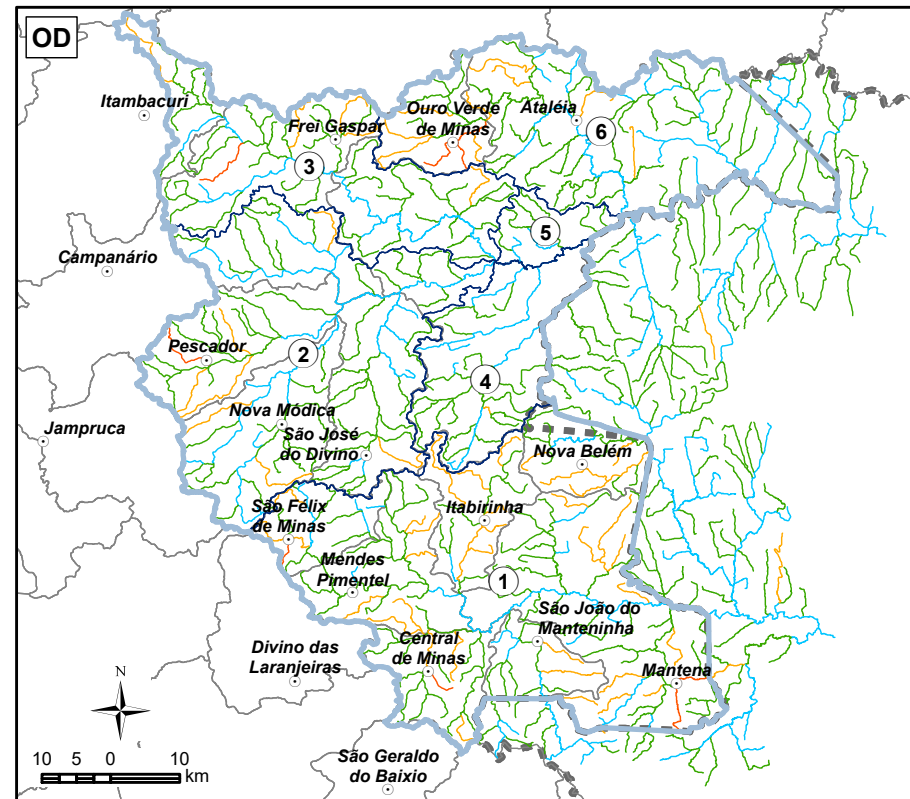 OD
Itambacuri
Frei Gaspar
Ouro Verde
de Minas
Ataléia
6
3
5
Campanário
2
Pescador
4
Nova Módica
Jampruca
São José
do Divino
Nova Belém
São Félix
de Minas
Itabirinha
Mendes
Pimentel
1
São João do
Manteninha
Divino das
Laranjeiras
Central
de Minas
Mantena
N
São Geraldo
do Baixio
10 5 0 10
km